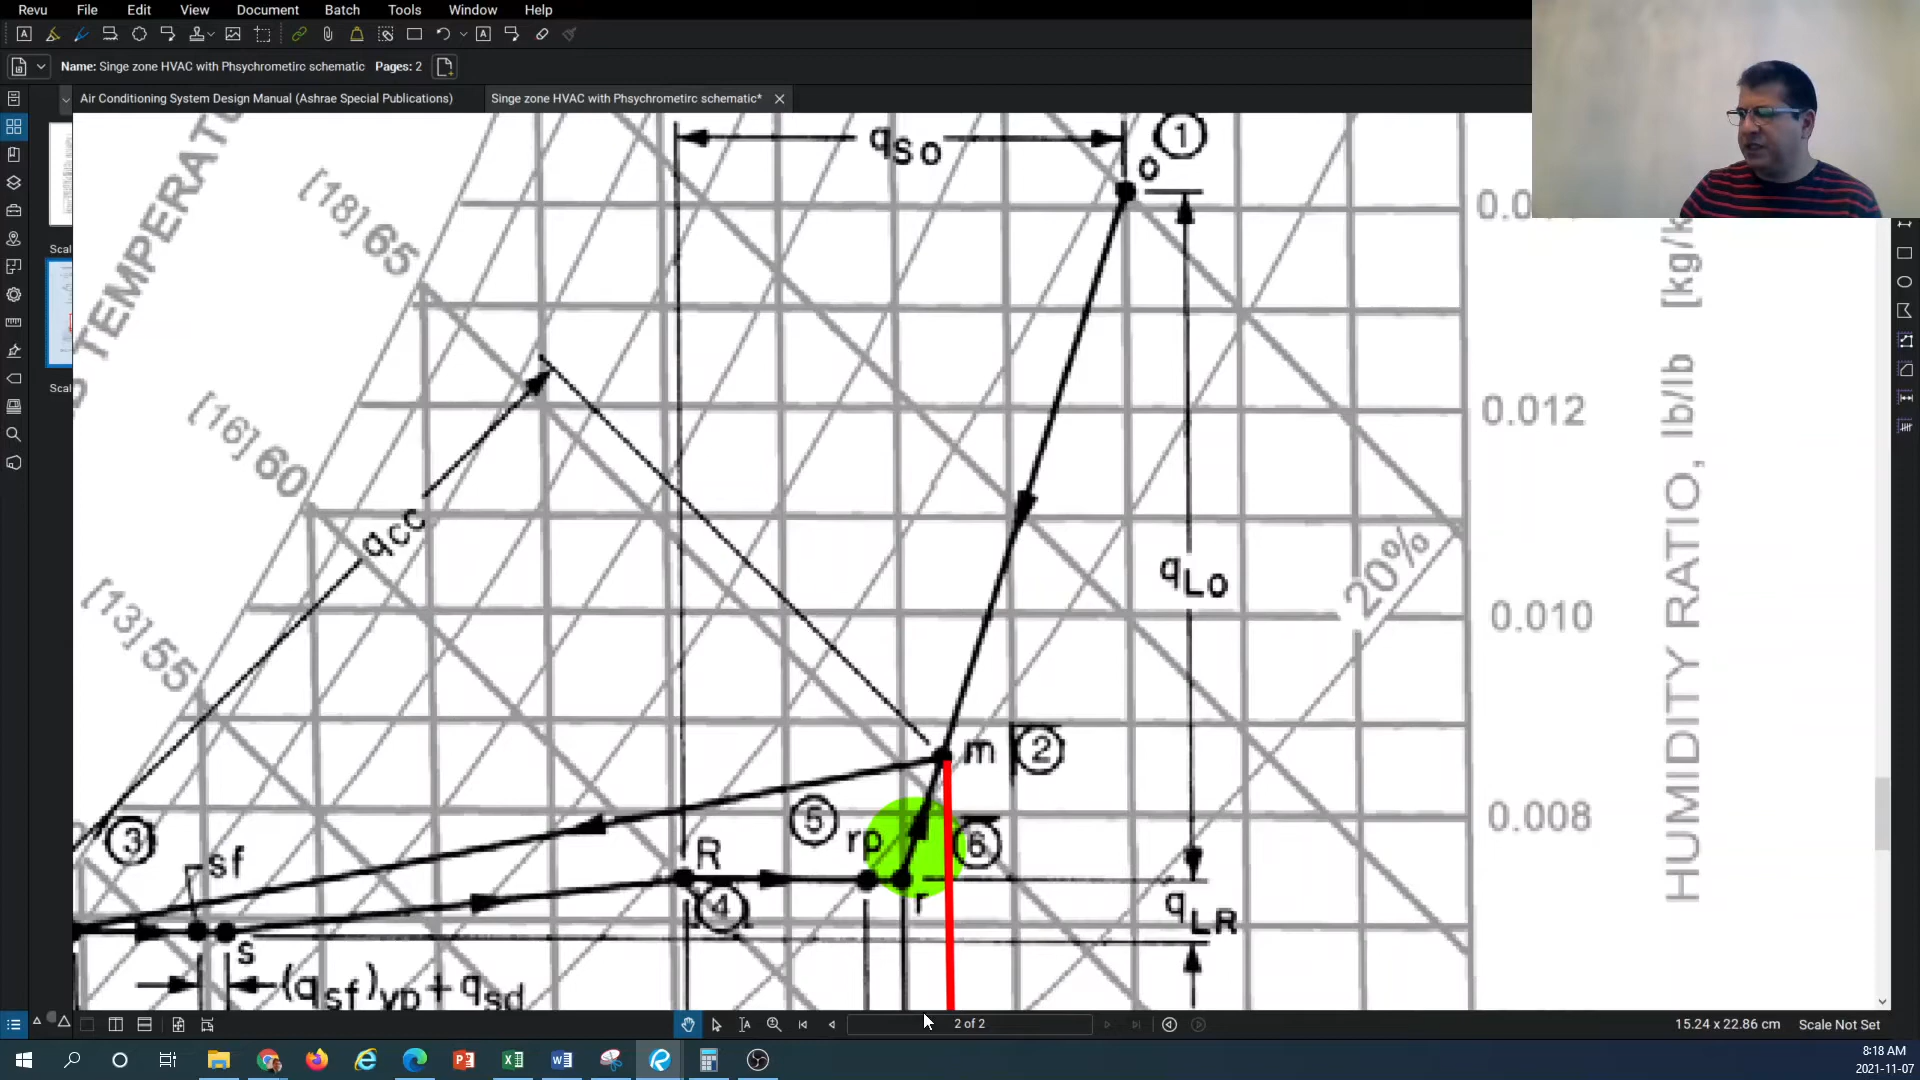 Revu File Edit View Document Batch Tools Window Help
Name: Singe zone HVAC with Phsychrometirc schematic Pages: 2
Air Conditioning System Design Manual (Ashrae Special Publications) Singe zone HVAC with Phsychrometirc schematic*
qso 1
o
[18] 65
TEMPERATU
0.0
[kg/k
lb/lb
HUMIDITY RATIO,
Scal
Scal
[16] 60
0.012
qcc
20%
qLo
[13] 55
0.010
m 2
0.008
5
3
rp
6
R
sf
4
r
qLR
s
(qsf)vp + qsd
2 of 2
15.24 x 22.86 cm Scale Not Set
8:18 AM
2021-11-07